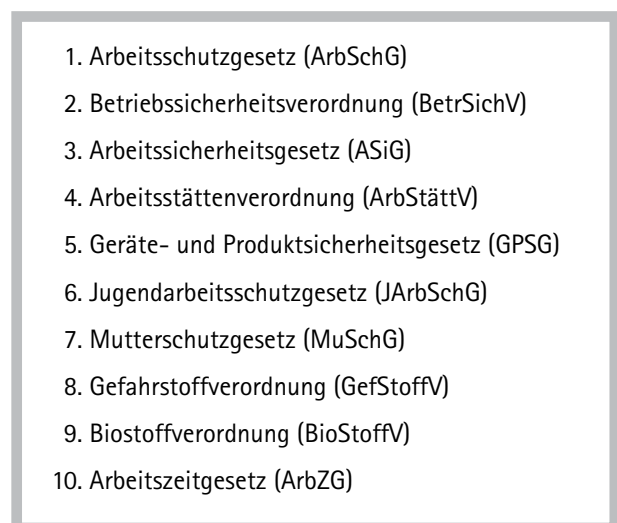 1. Arbeitsschutzgesetz (ArbSchG)
2. Betriebssicherheitsverordnung (BetrSichV)
3. Arbeitssicherheitsgesetz (ASiG)
4. Arbeitsstättenverordnung (ArbStättV)
5. Geräte- und Produktsicherheitsgesetz (GPSG)
6. Jugendarbeitsschutzgesetz (JArbSchG)
7. Mutterschutzgesetz (MuSchG)
8. Gefahrstoffverordnung (GefStoffV)
9. Biostoffverordnung (BioStoffV)
10. Arbeitszeitgesetz (ArbZG)